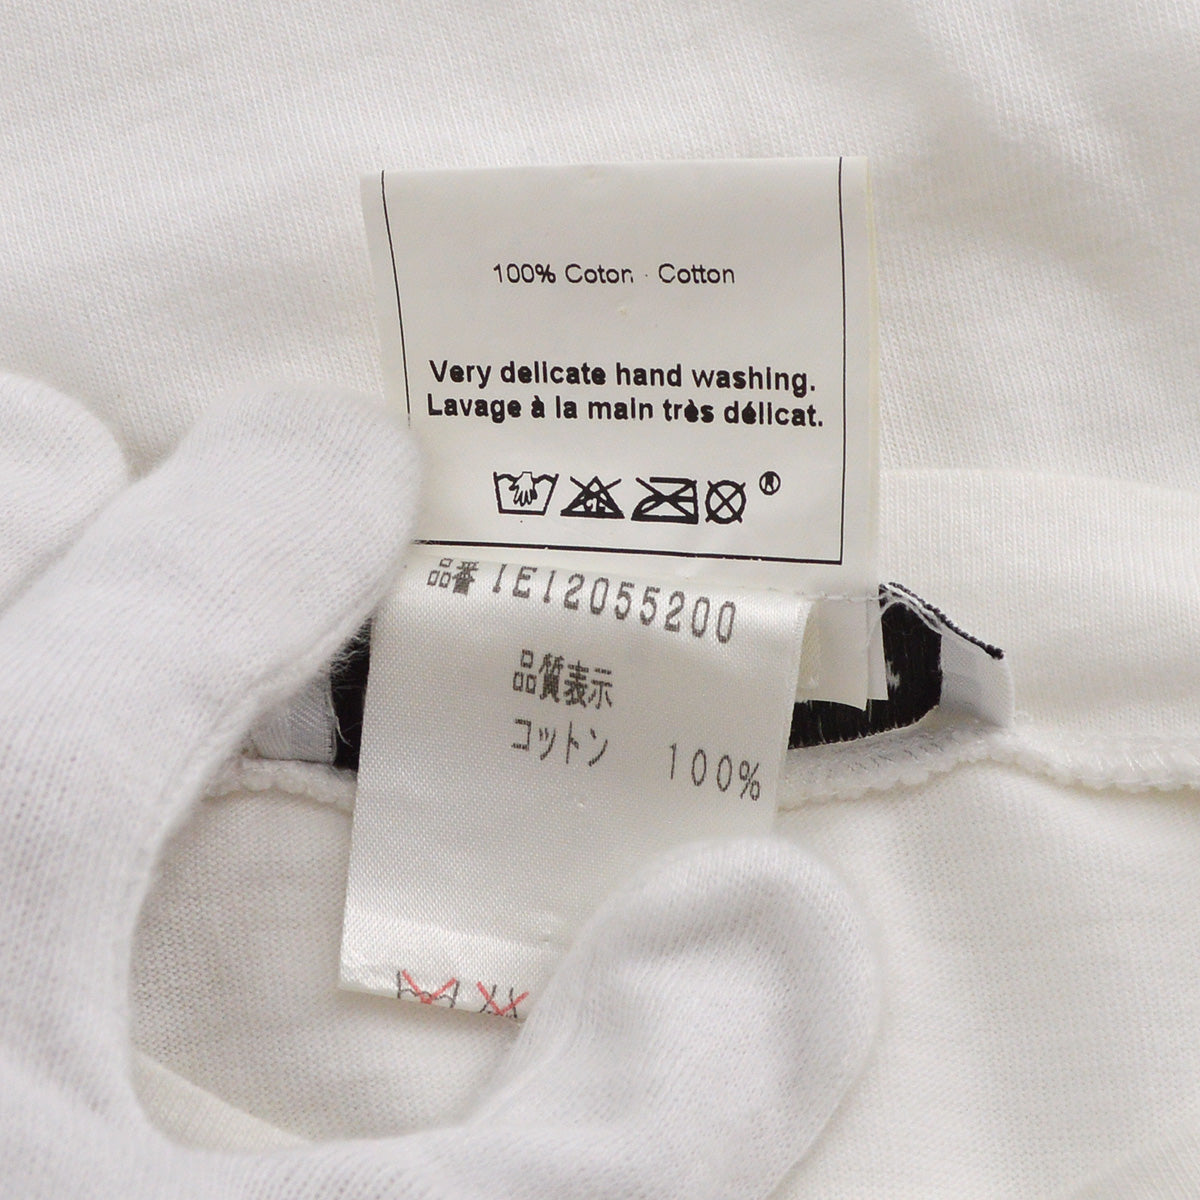 100% Coton · Cotton
Very delicate hand washing.
Lavage à la main très délicat.
®
品番 1E12055200
品質表示
コットン 100%